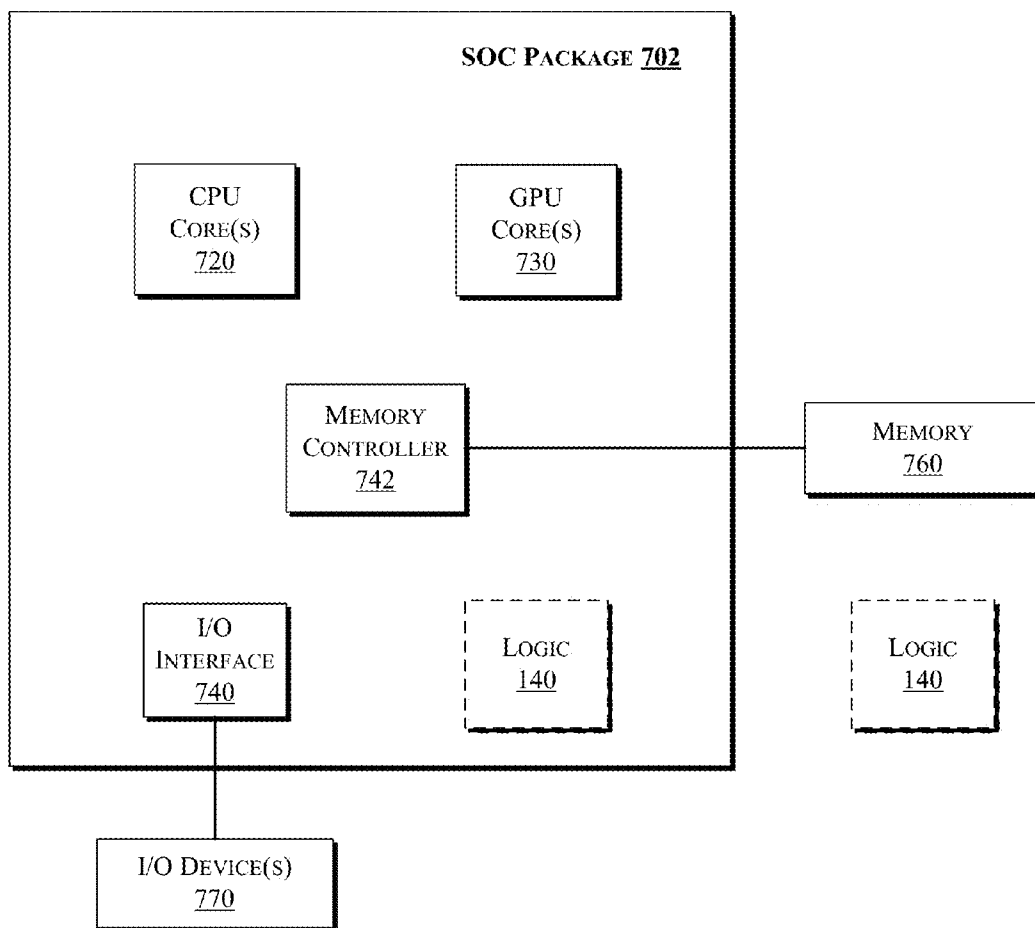 SOC PACKAGE 702
CPU
CORE(S)
720
GPU
CORE(S)
730
MEMORY
CONTROLLER
742
MEMORY
760
I/O
INTERFACE
740
LOGIC
140
LOGIC
140
I/O DEVICE(S)
770